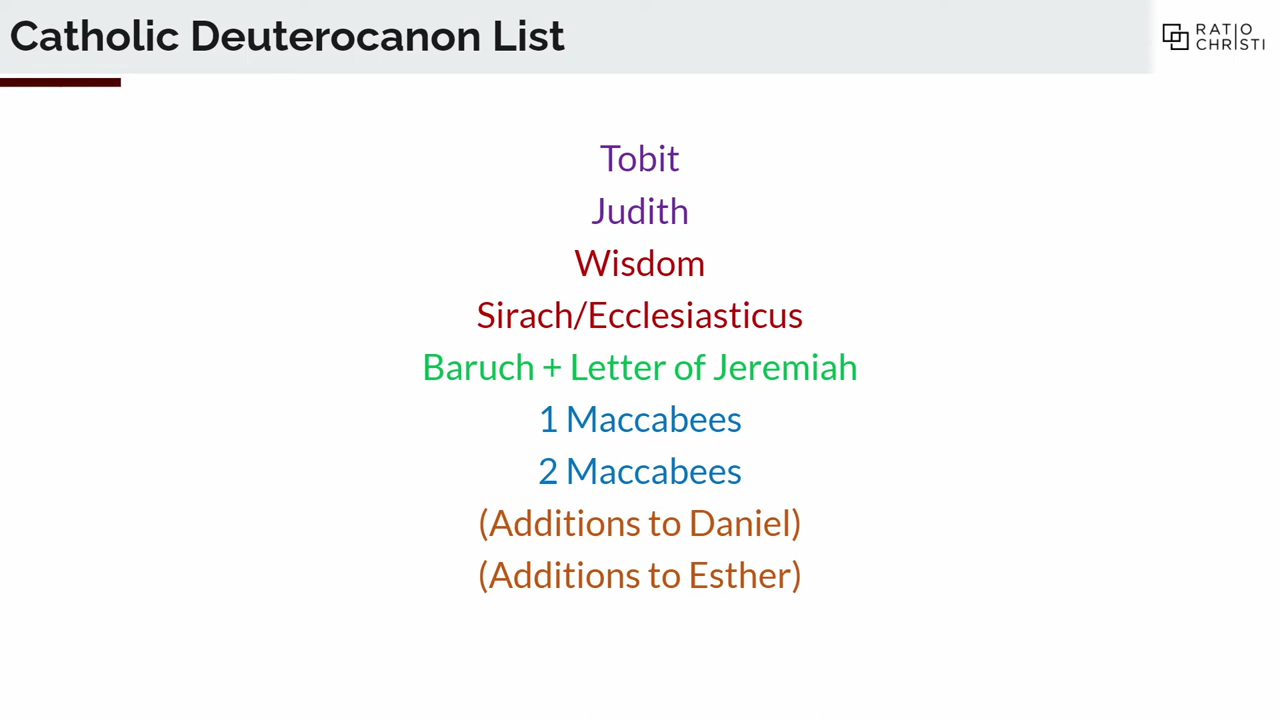 Catholic Deuterocanon List
RATIO
CHRISTI
Tobit
Judith
Wisdom
Sirach/Ecclesiasticus
Baruch + Letter of Jeremiah
1 Maccabees
2 Maccabees
(Additions to Daniel)
(Additions to Esther)